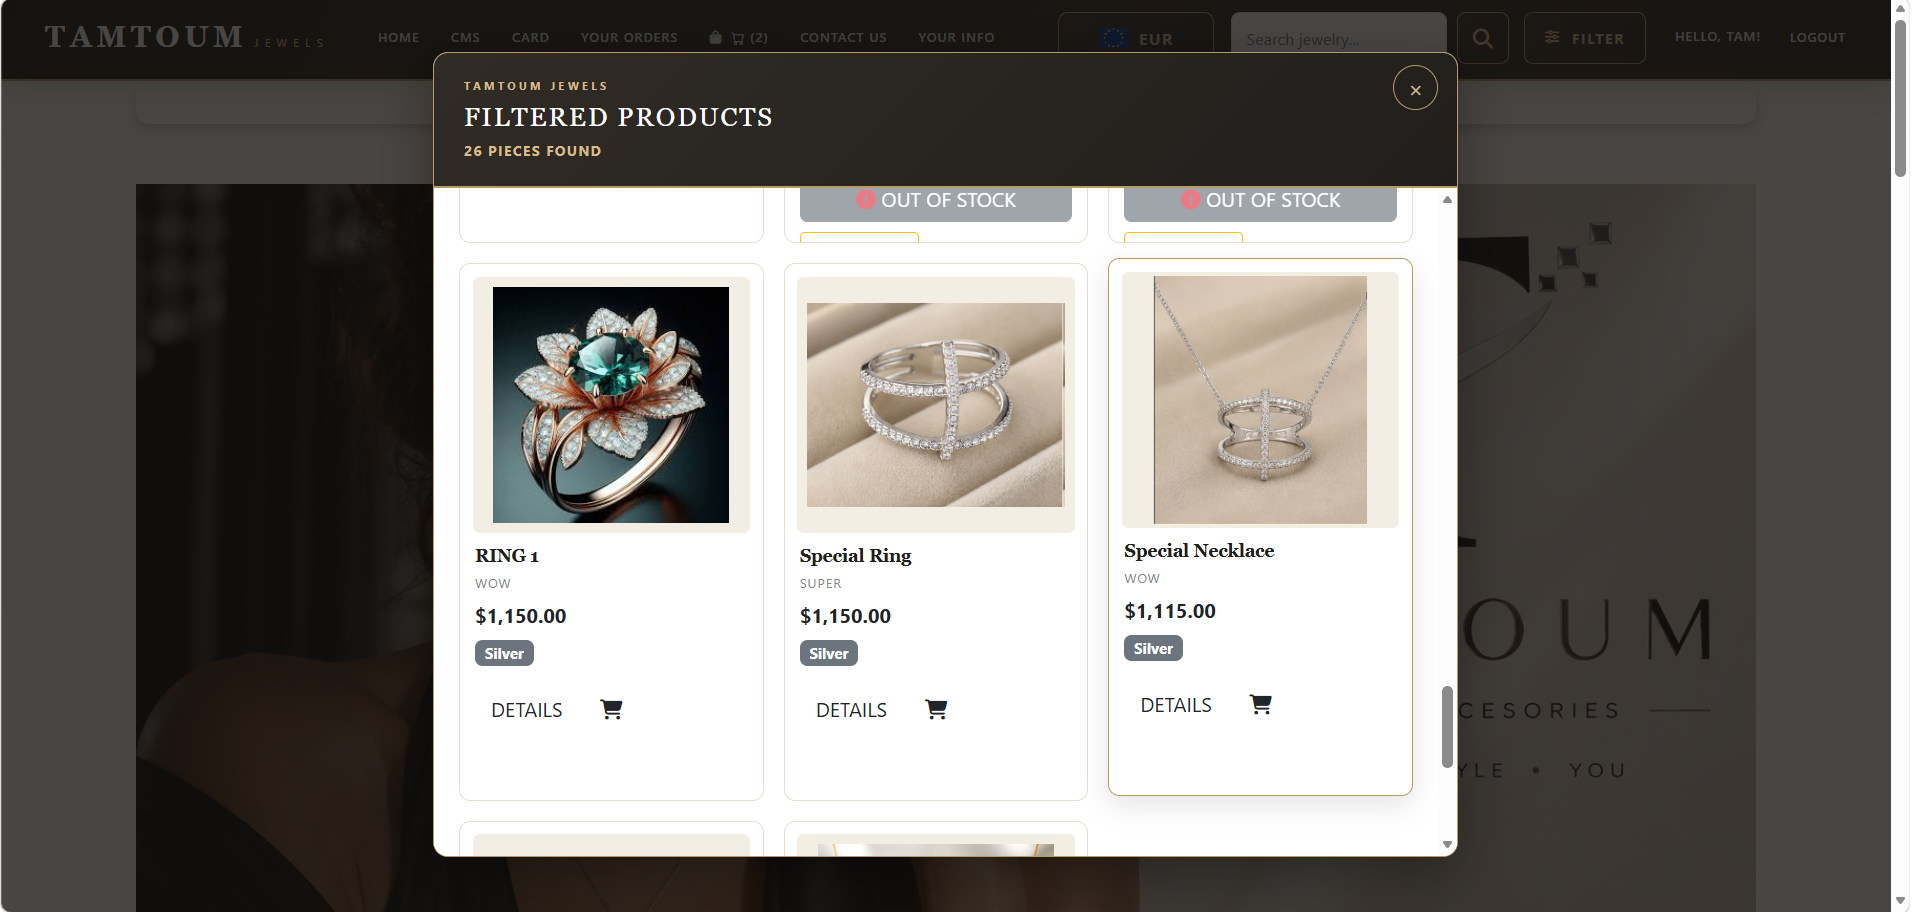 TAMTOUM JEWELS
HOME
CMS
CARD
YOUR ORDERS
(2)
CONTACT US
YOUR INFO
EUR
Search jewelry...
FILTER
HELLO, TAM!
LOGOUT
TAMTOUM JEWELS
FILTERED PRODUCTS
26 PIECES FOUND
×
OUT OF STOCK
OUT OF STOCK
RING 1
WOW
$1,150.00
Silver
DETAILS
Special Ring
SUPER
$1,150.00
Silver
DETAILS
Special Necklace
WOW
$1,115.00
Silver
DETAILS
OUM
CESORIES
YLE • YOU